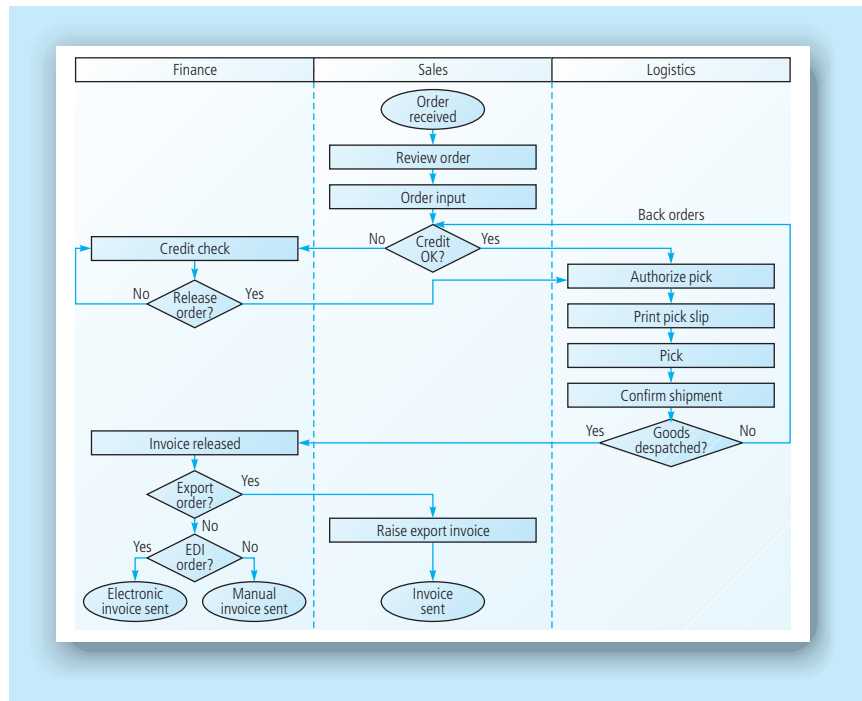 Finance
Sales
Logistics
Order
received
Review order
Order input
Back orders
No
Credit
OK?
Yes
Credit check
Authorize pick
No
Release
order?
Yes
Print pick slip
Pick
Confirm shipment
Yes
Goods
despatched?
No
Invoice released
Export
order?
Yes
No
Raise export invoice
Yes
EDI
order?
No
Electronic
invoice sent
Manual
invoice sent
Invoice
sent